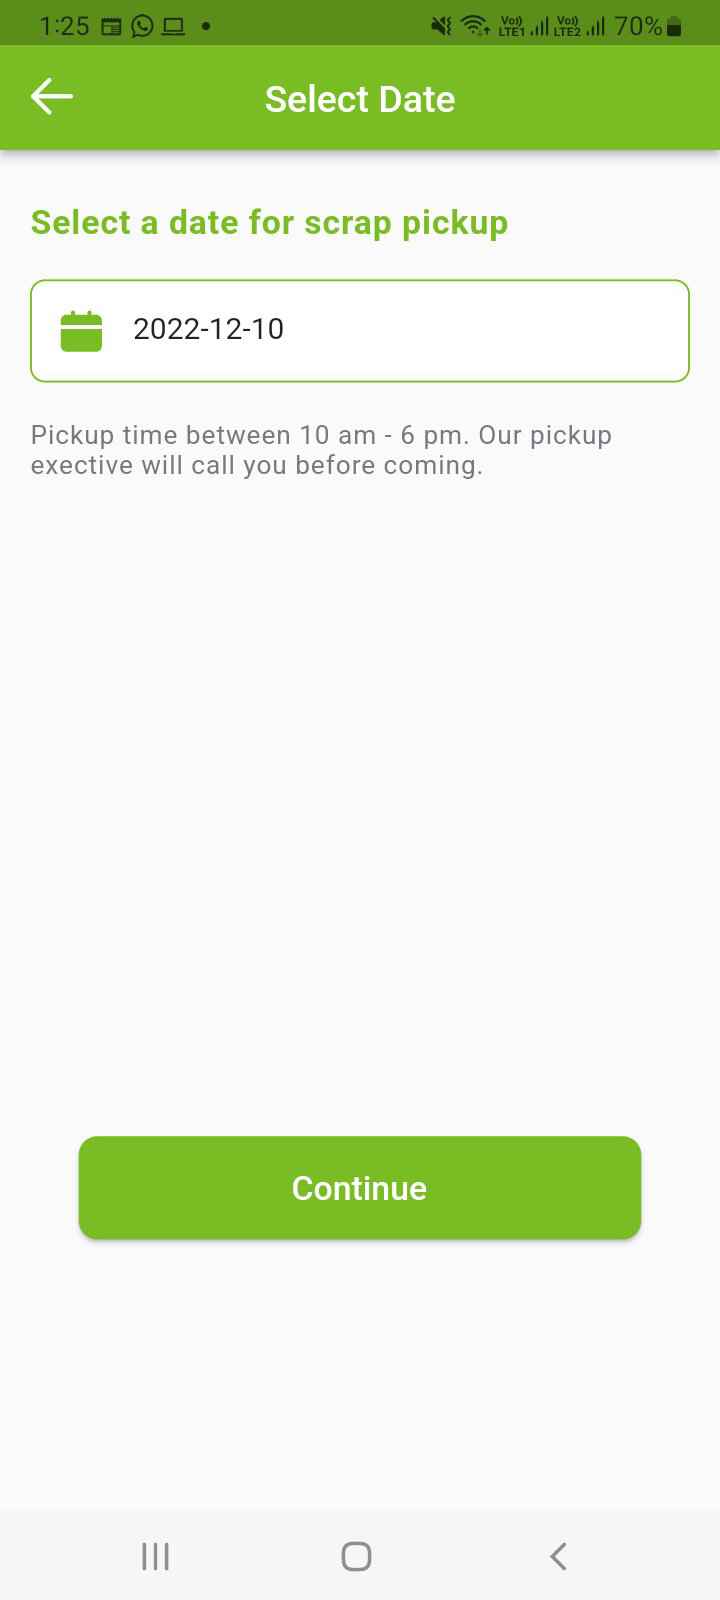 1:25 Vo)) LTE1 Vo)) LTE2 70%
Select Date
Select a date for scrap pickup
2022-12-10
Pickup time between 10 am - 6 pm. Our pickup
exective will call you before coming.
Continue